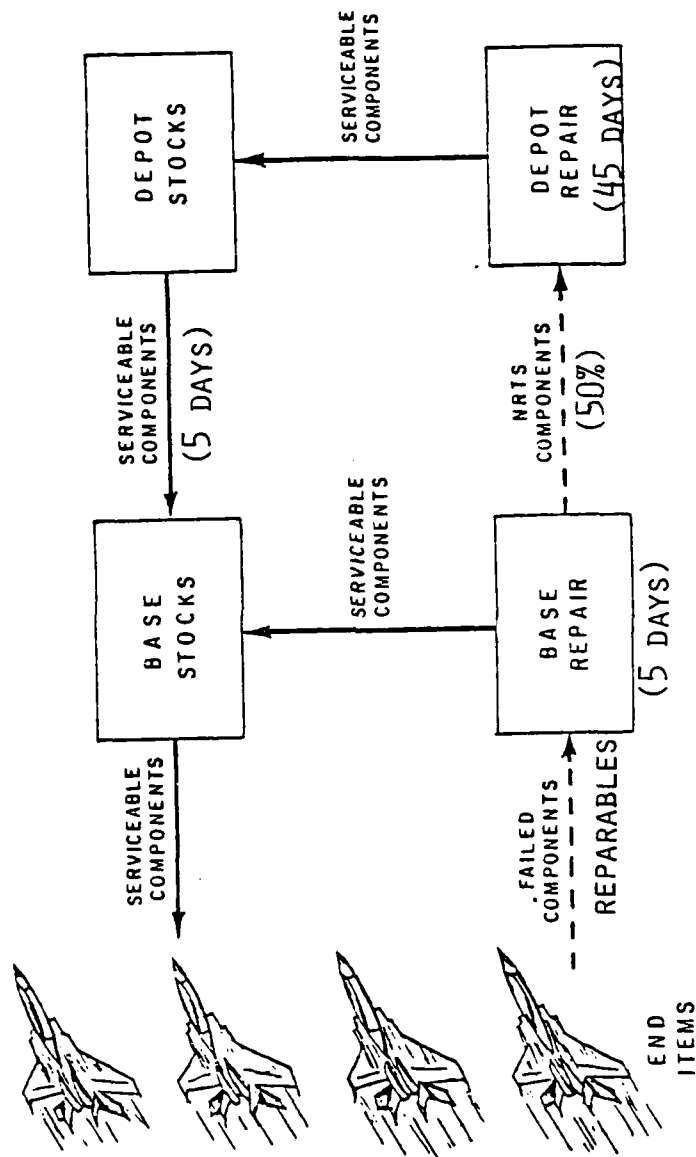 SERVICEABLE
COMPONENTS
BASE
STOCKS
SERVICEABLE
COMPONENTS
(5 DAYS)
DEPOT
STOCKS
SERVICEABLE
COMPONENTS
SERVICEABLE
COMPONENTS
END
ITEMS
FAILED
COMPONENTS
REPARABLES
BASE
REPAIR
(5 DAYS)
NRTS
COMPONENTS
(50%)
DEPOT
REPAIR
(45 DAYS)